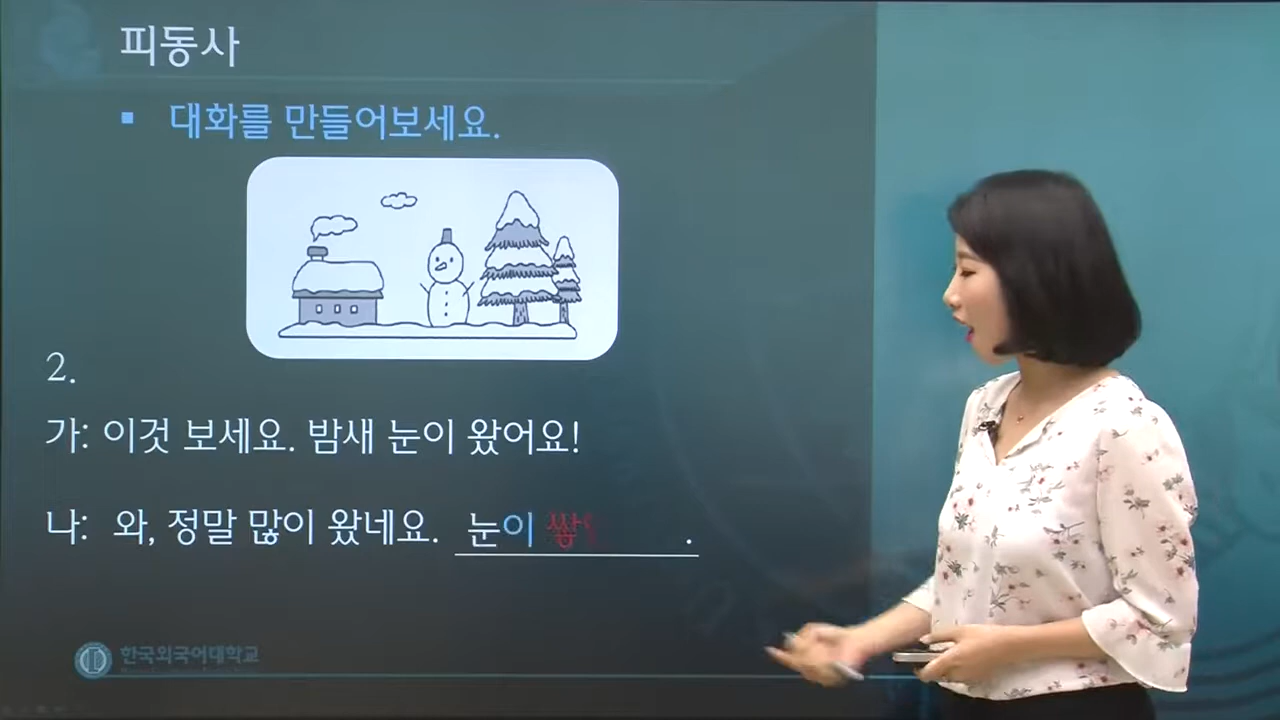 피동사
대화를 만들어보세요.
2.
가: 이것 보세요. 밤새 눈이 왔어요!
나: 와, 정말 많이 왔네요. 눈이 .
한국외국어대학교